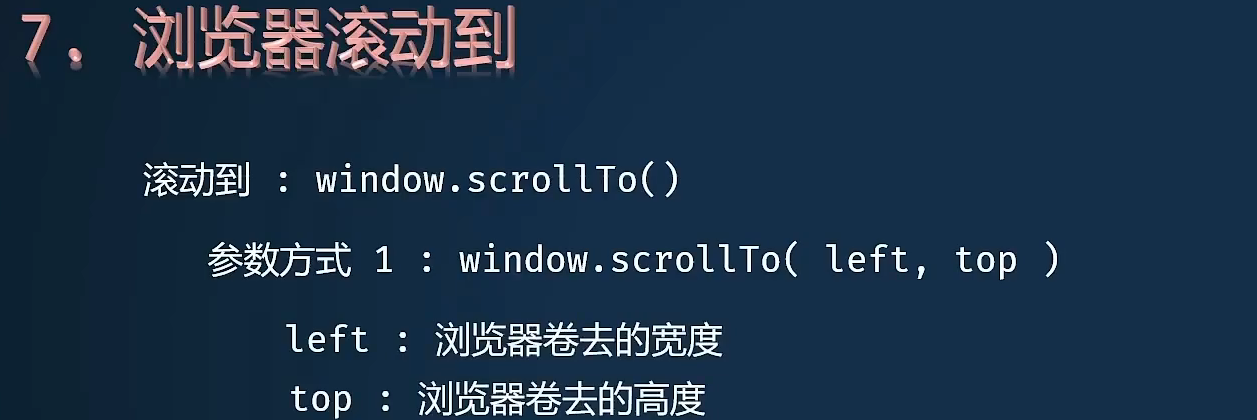 7. 浏览器滚动到
滚动到 : window.scrollTo()
参数方式 1 : window.scrollTo( left, top )
left : 浏览器卷去的宽度
top : 浏览器卷去的高度